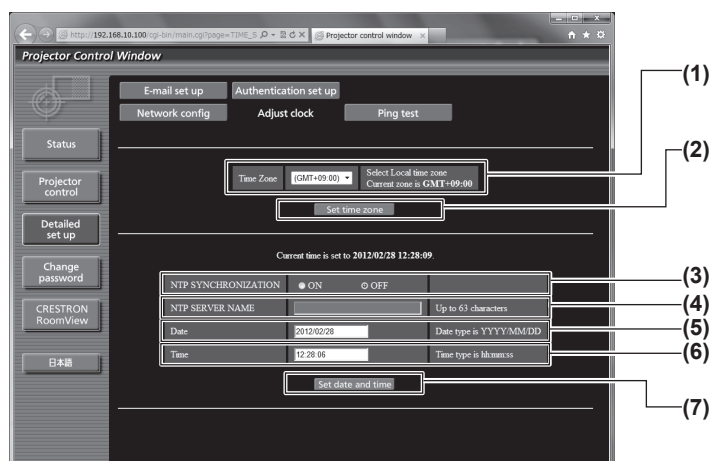 http://192.168.10.100/cgi-bin/main.cgi?page=TIME_S
Projector control window
Projector Control Window
E-mail set up
Authentication set up
Network config
Adjust clock
Ping test
(1)
Status
(2)
Time Zone
(GMT+09:00)
Select Local time zone
Current zone is GMT+09:00
Projector
control
Set time zone
Detailed
set up
Current time is set to 2012/02/28 12:28:09.
Change
password
NTP SYNCHRONIZATION
ON
OFF
(3)
NTP SERVER NAME
Up to 63 characters
(4)
CRESTRON
RoomView
Date
2012/02/28
Date type is YYYY/MM/DD
(5)
Time
12:28:06
Time type is hh:mm:ss
(6)
日本語
Set date and time
(7)